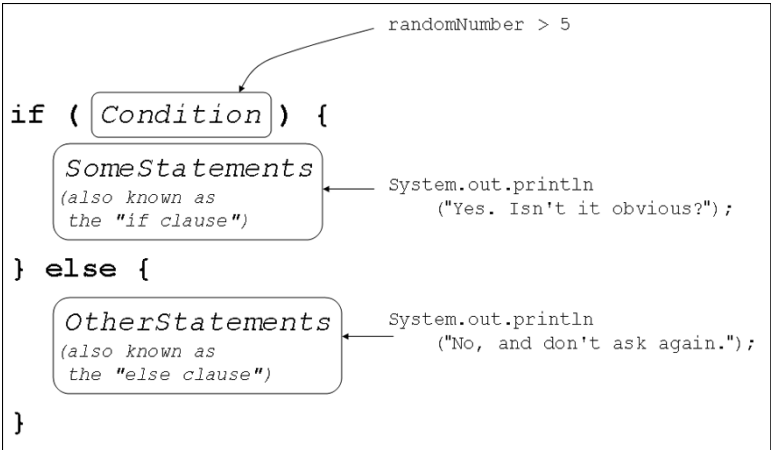 randomNumber > 5
if ( Condition ) {
SomeStatements
(also known as
the "if clause")
System.out.println
("Yes. Isn't it obvious?");
} else {
OtherStatements
(also known as
the "else clause")
System.out.println
("No, and don't ask again.");
}